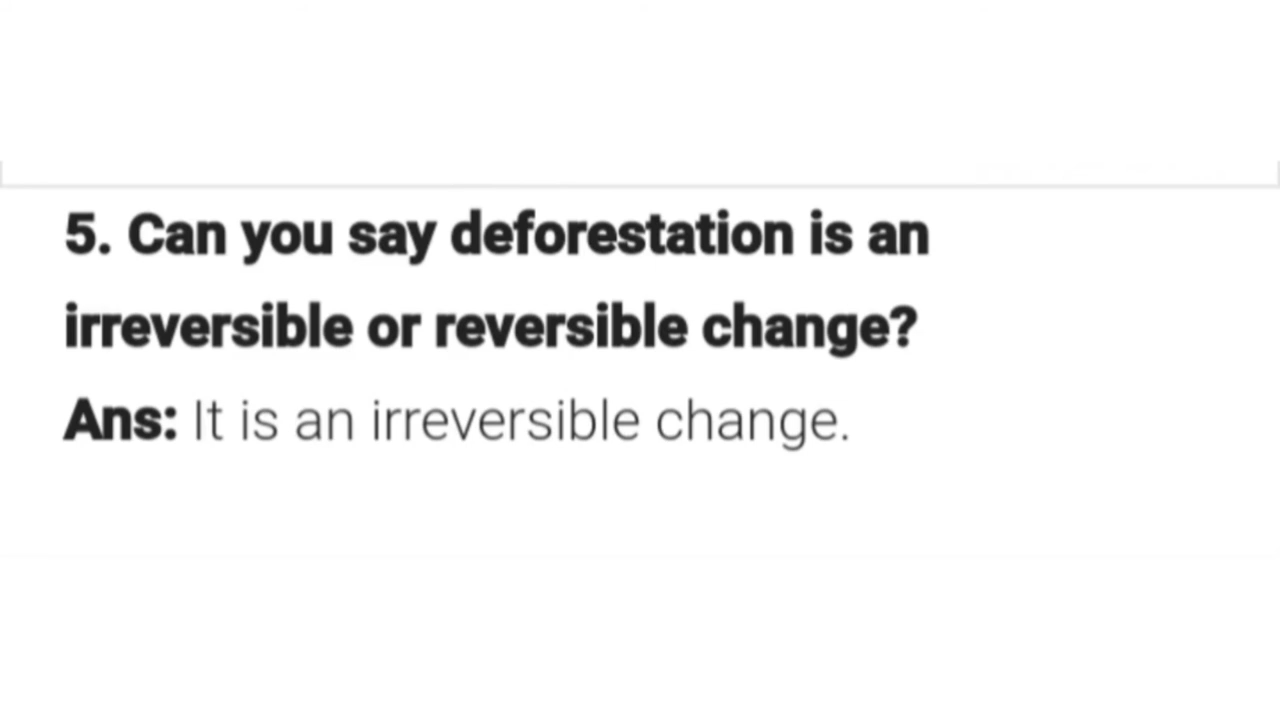 5. Can you say deforestation is an
irreversible or reversible change?
Ans: It is an irreversible change.